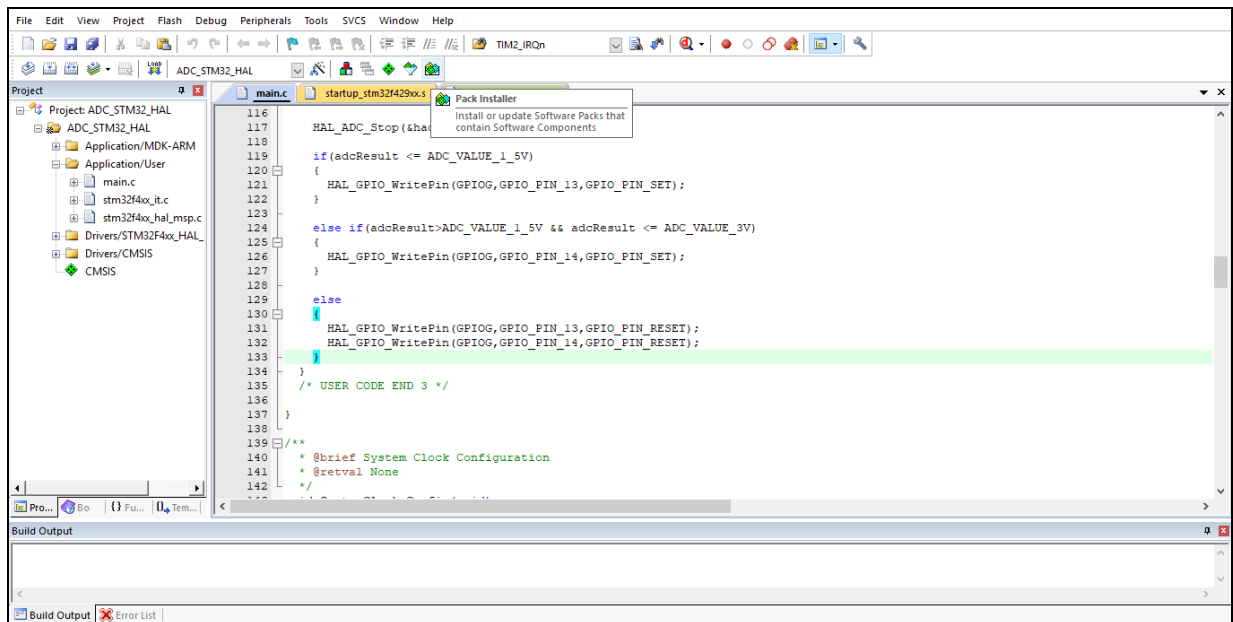 File Edit View Project Flash Debug Peripherals Tools SVCS Window Help
TIM2_IRQn
LOAD ADC_STM32_HAL
Project
main.c startup_stm32f429xx.s
Pack Installer
Install or update Software Packs that
contain Software Components
Project: ADC_STM32_HAL
ADC_STM32_HAL
Application/MDK-ARM
Application/User
main.c
stm32f4xx_it.c
stm32f4xx_hal_msp.c
Drivers/STM32F4xx_HAL_
Drivers/CMSIS
CMSIS
116
117 HAL_ADC_Stop(&had
118
119 if(adcResult <= ADC_VALUE_1_5V)
120 {
121 HAL_GPIO_WritePin(GPIOG,GPIO_PIN_13,GPIO_PIN_SET);
122 }
123
124 else if(adcResult>ADC_VALUE_1_5V && adcResult <= ADC_VALUE_3V)
125 {
126 HAL_GPIO_WritePin(GPIOG,GPIO_PIN_14,GPIO_PIN_SET);
127 }
128
129 else
130 {
131 HAL_GPIO_WritePin(GPIOG,GPIO_PIN_13,GPIO_PIN_RESET);
132 HAL_GPIO_WritePin(GPIOG,GPIO_PIN_14,GPIO_PIN_RESET);
133 }
134 }
135 /* USER CODE END 3 */
136
137 }
138
139 /**
140 * @brief System Clock Configuration
141 * @retval None
142 */
Pro... Bo {} Fu... Tem...
Build Output
Build Output Error List